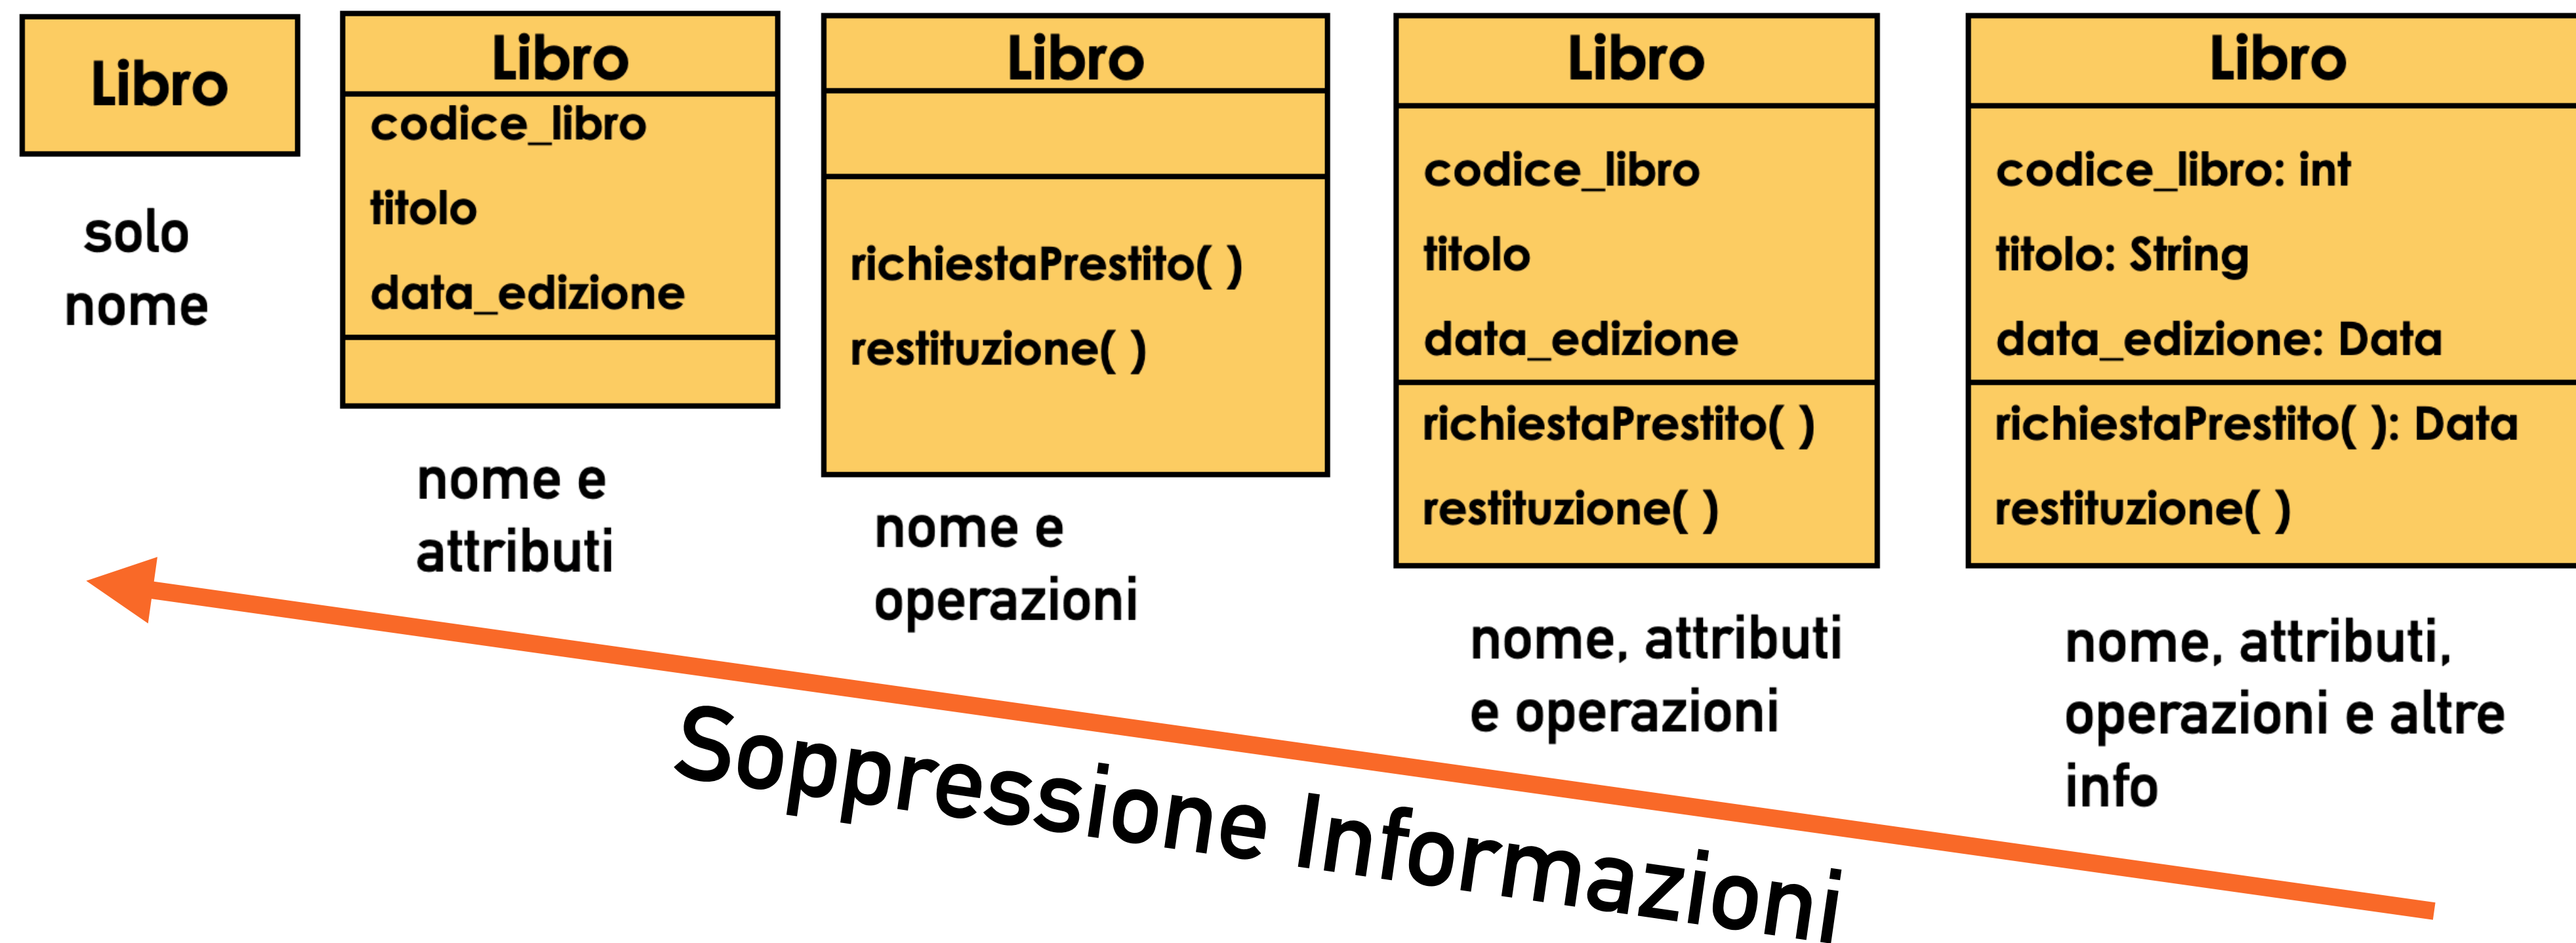 Libro
solo
nome
Libro
codice_libro
titolo
data_edizione
nome e
attributi
Libro
richiestaPrestito( )
restituzione( )
nome e
operazioni
Libro
codice_libro
titolo
data_edizione
richiestaPrestito( )
restituzione( )
nome, attributi
e operazioni
Libro
codice_libro: int
titolo: String
data_edizione: Data
richiestaPrestito( ): Data
restituzione( )
nome, attributi,
operazioni e altre
info
Soppressione Informazioni